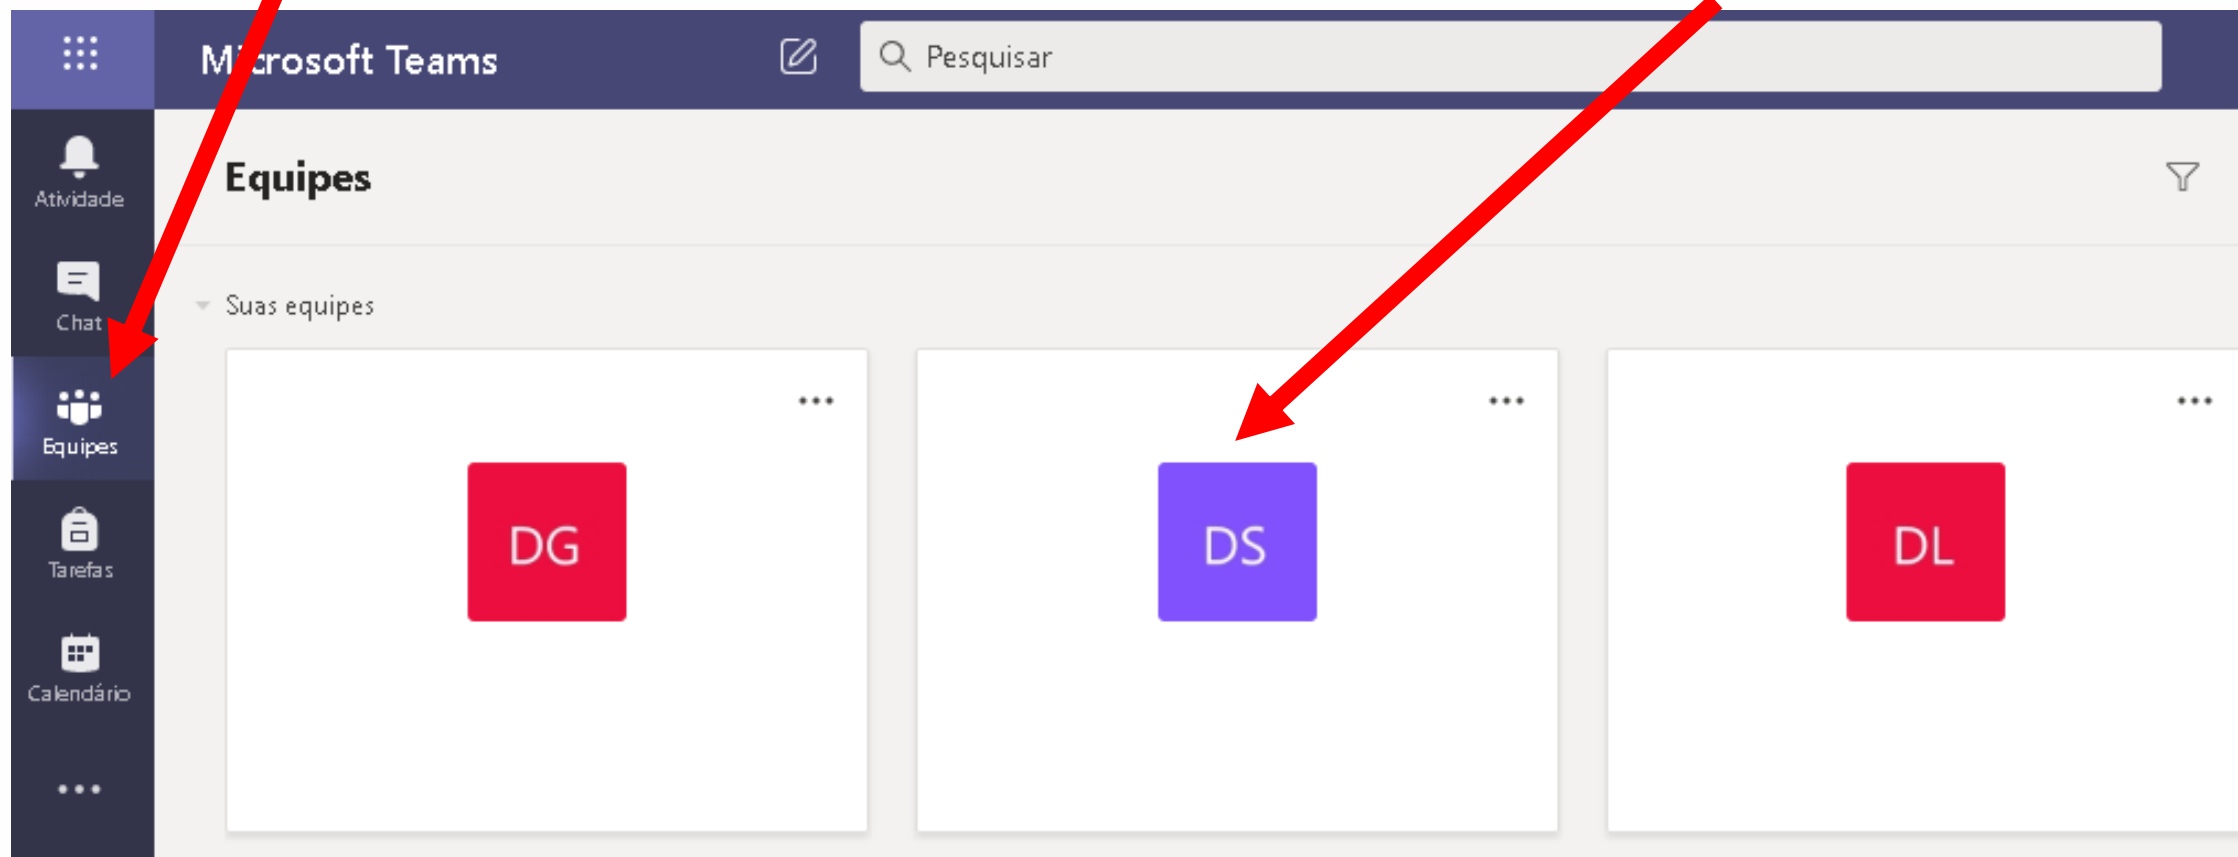 Microsoft Teams
Pesquisar
Atividade
Chat
Equipes
Tarefas
Calendário
Equipes
Suas equipes
DG
DS
DL